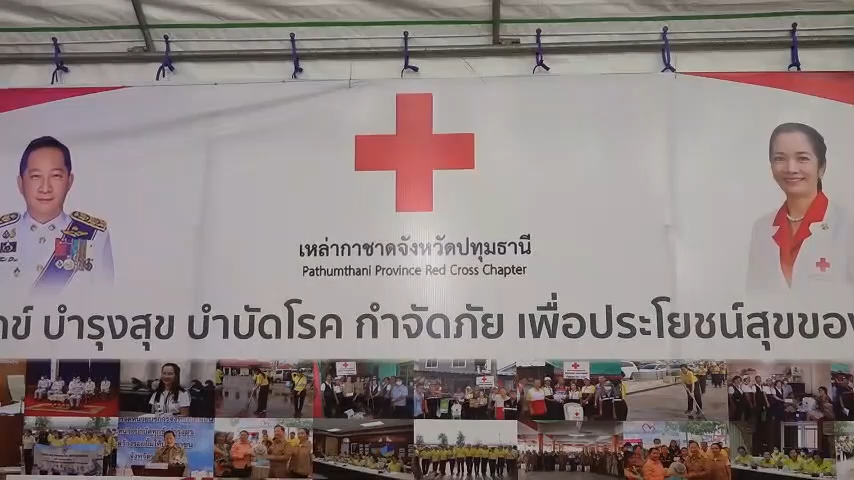 เหล่ากาชาดจังหวัดปทุมธานี
Pathumthani Province Red Cross Chapter
บำรุงสุข บำบัดโรค กำจัดภัย เพื่อประโยชน์สุขของ